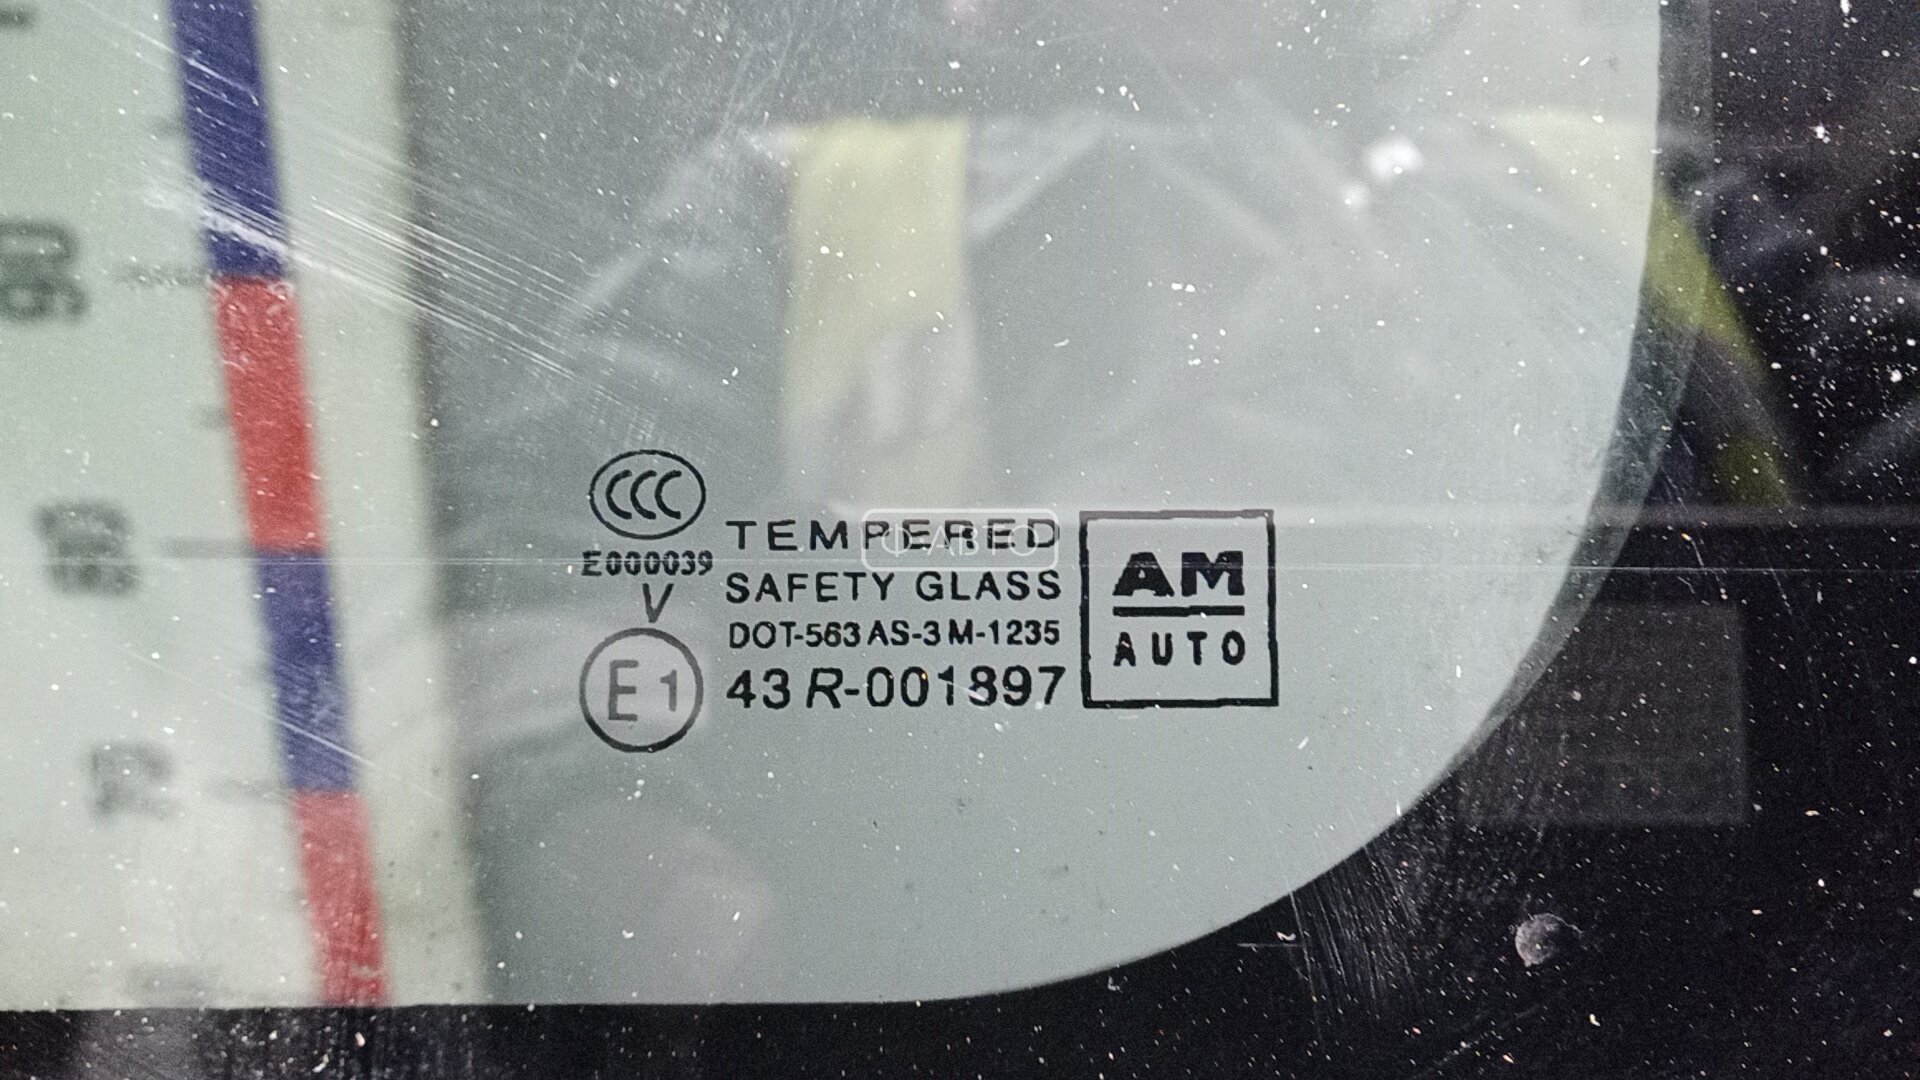 CCC
E000039
V
E1
TEMPERED
SAFETY GLASS
DOT-563 AS-3 M-1235
43 R-001897
AM
AUTO